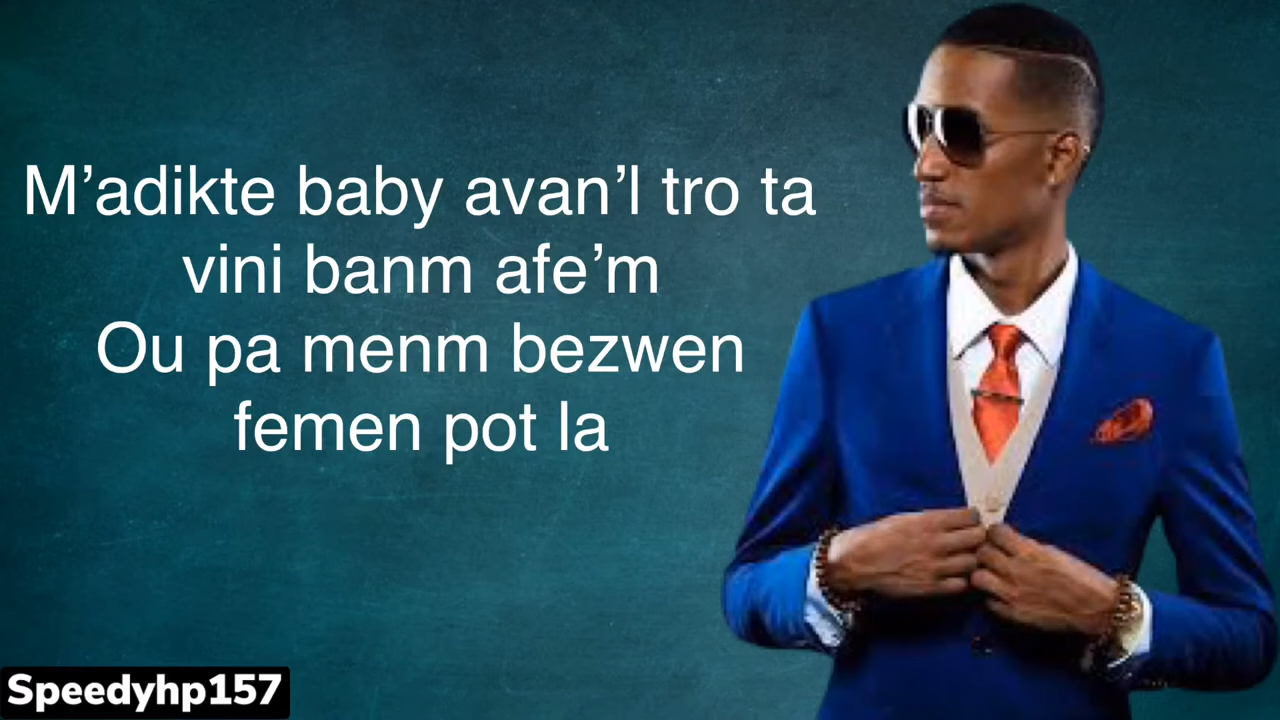 M’adikte baby avan’l tro ta
vini banm afe’m
Ou pa menm bezwen
femen pot la
Speedyhp157